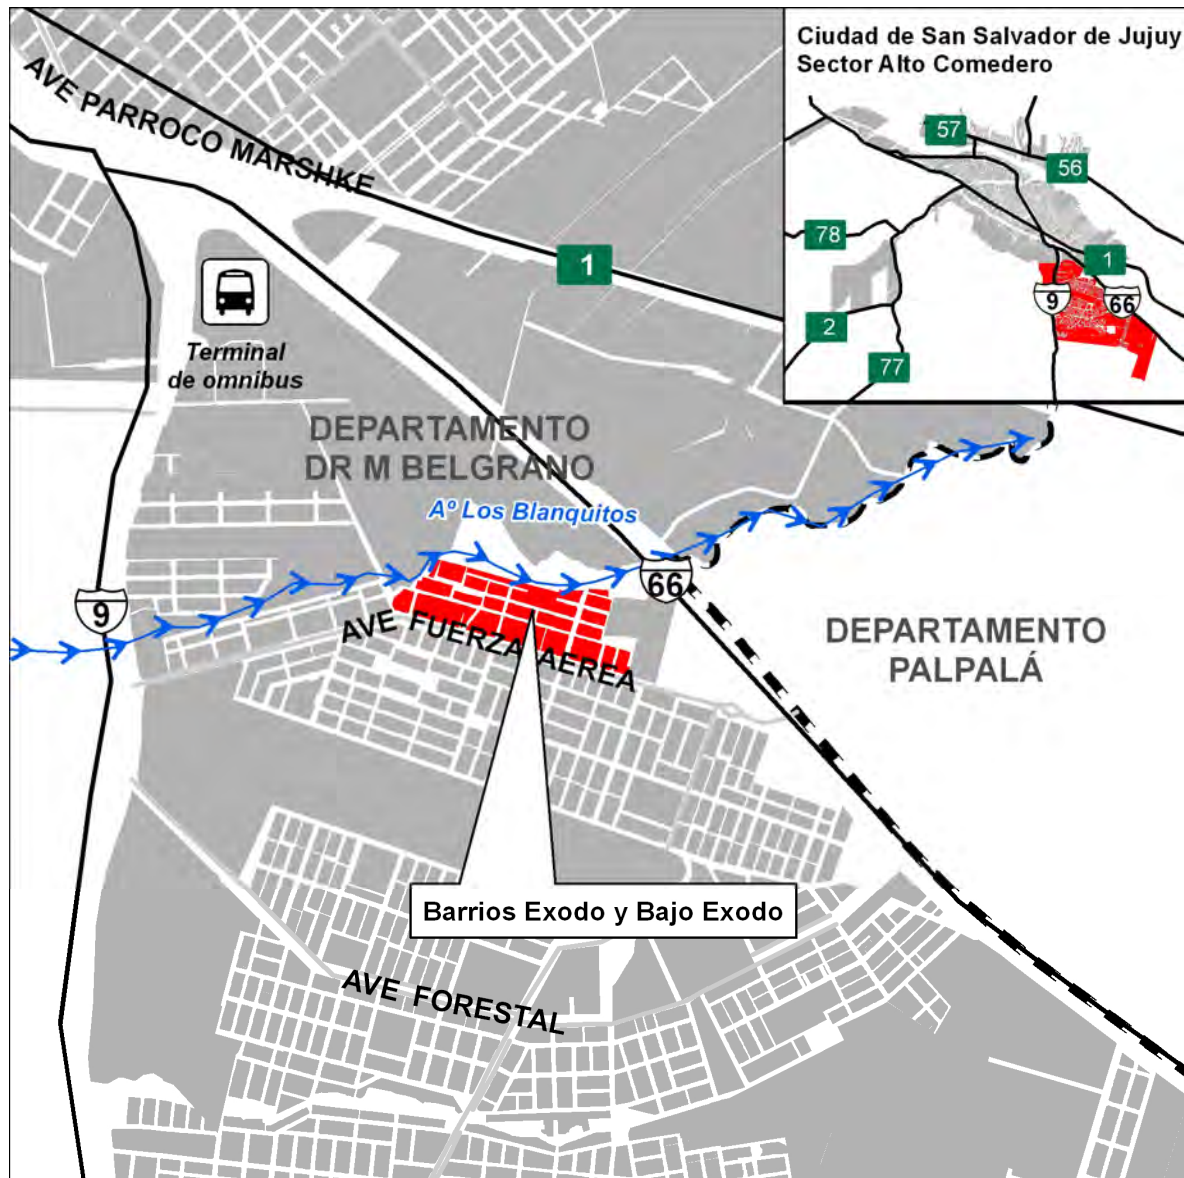 Ciudad de San Salvador de Jujuy
Sector Alto Comedero
57
56
78
1
9
66
2
77
AVE PARROCO MARSHKE
1
Terminal
de omnibus
DEPARTAMENTO
DR M BELGRANO
Aº Los Blanquitos
66
9
AVE FUERZA AEREA
DEPARTAMENTO
PALPALÁ
Barrios Exodo y Bajo Exodo
AVE FORESTAL